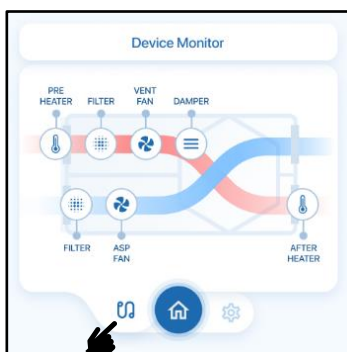 Device Monitor
PRE
HEATER
FILTER
VENT
FAN
DAMPER
FILTER
ASP
FAN
AFTER
HEATER